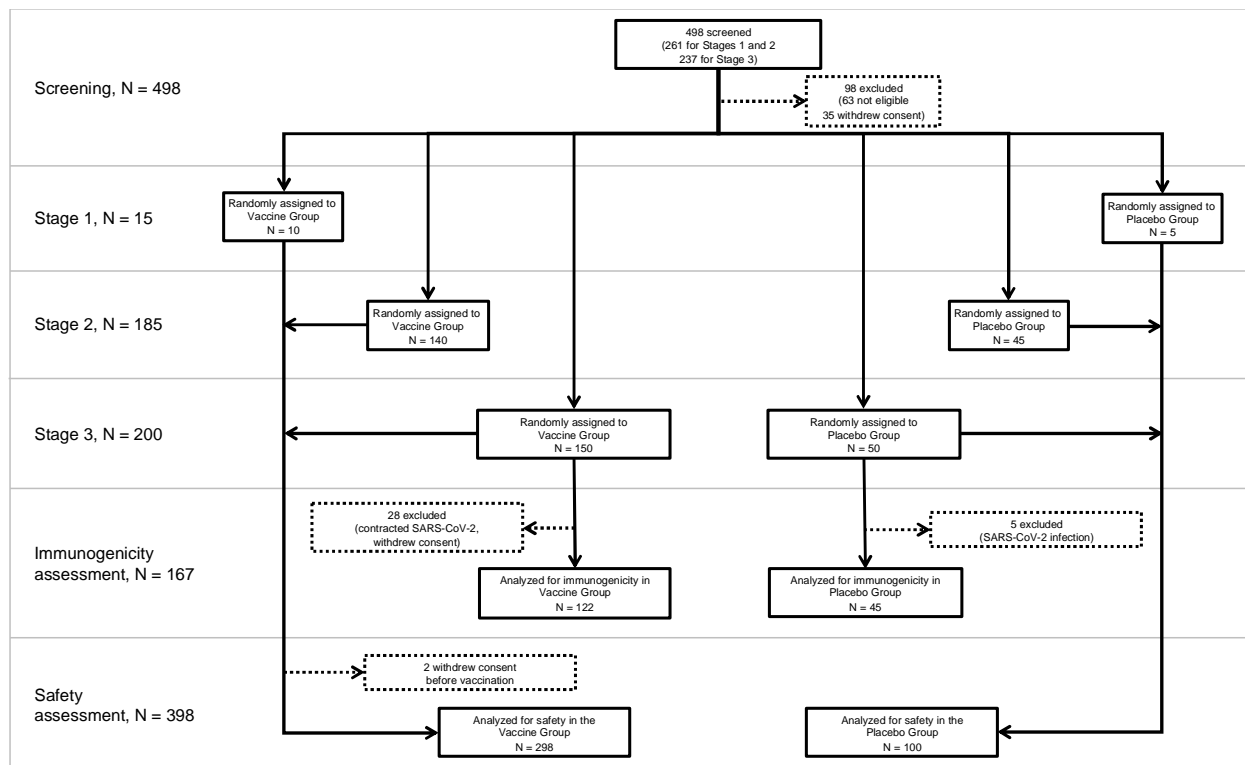 498 screened
(261 for Stages 1 and 2
237 for Stage 3)
Screening, N = 498
98 excluded
(63 not eligible
35 withdrew consent)
Stage 1, N = 15
Randomly assigned to
Vaccine Group
N = 10
Randomly assigned to
Placebo Group
N = 5
Stage 2, N = 185
Randomly assigned to
Vaccine Group
N = 140
Randomly assigned to
Placebo Group
N = 45
Stage 3, N = 200
Randomly assigned to
Vaccine Group
N = 150
Randomly assigned to
Placebo Group
N = 50
28 excluded
(contracted SARS-CoV-2,
withdrew consent)
5 excluded
(SARS-CoV-2 infection)
Immunogenicity
assessment, N = 167
Analyzed for immunogenicity in
Vaccine Group
N = 122
Analyzed for immunogenicity in
Placebo Group
N = 45
2 withdrew consent
before vaccination
Safety
assessment, N = 398
Analyzed for safety in the
Vaccine Group
N = 298
Analyzed for safety in the
Placebo Group
N = 100